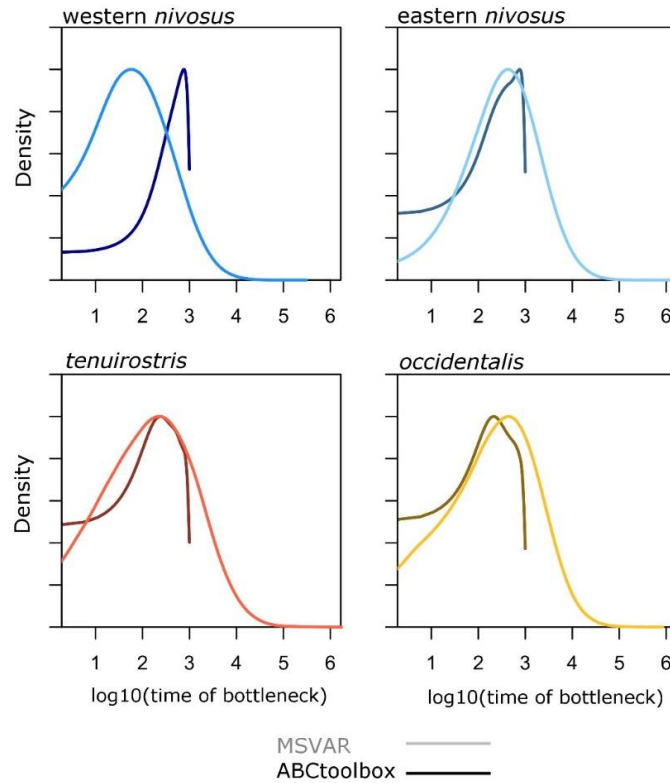 western nivosus
eastern nivosus
Density
1 2 3 4 5 6
1 2 3 4 5 6
tenuirostris
occidentalis
Density
1 2 3 4 5 6
1 2 3 4 5 6
log10(time of bottleneck)
log10(time of bottleneck)
MSVAR
ABCtoolbox